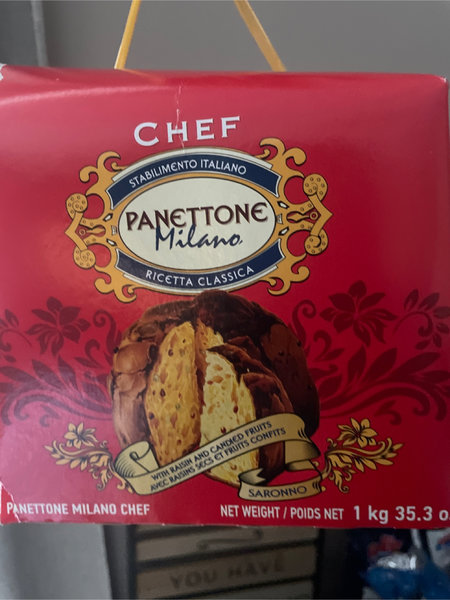 CHEF
STABILIMENTO ITALIANO
PANETTONE
Milano
RICETTA CLASSICA
WITH RAISIN AND CANDIED FRUITS
AVEC RAISINS SECS ET FRUITS CONFITS
SARONNO
PANETTONE MILANO CHEF
NET WEIGHT / POIDS NET 1 kg 35.3 o
YOU HAVE